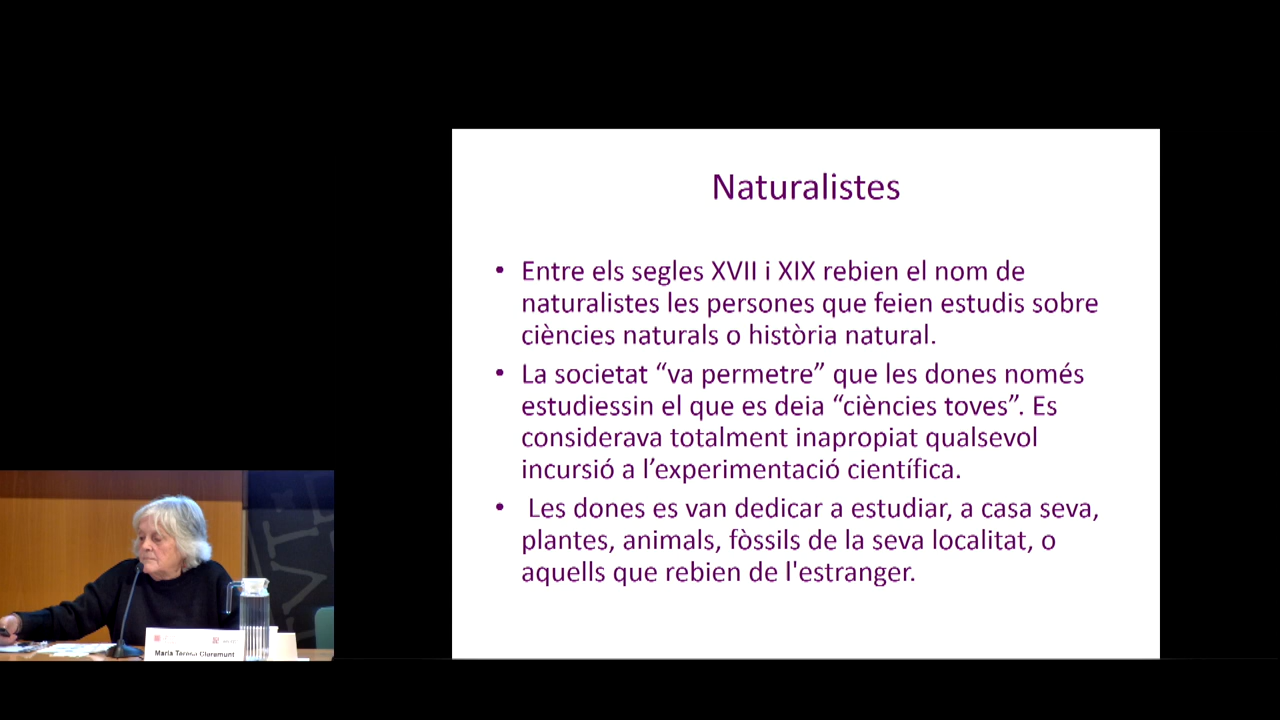 Naturalistes
• Entre els segles XVII i XIX rebien el nom de
naturalistes les persones que feien estudis sobre
ciències naturals o història natural.
• La societat “va permetre” que les dones només
estudiessin el que es deia “ciències toves”. Es
considerava totalment inapropiat qualsevol
incursió a l’experimentació científica.
• Les dones es van dedicar a estudiar, a casa seva,
plantes, animals, fòssils de la seva localitat, o
aquells que rebien de l'estranger.
Maria Teresa Claramunt